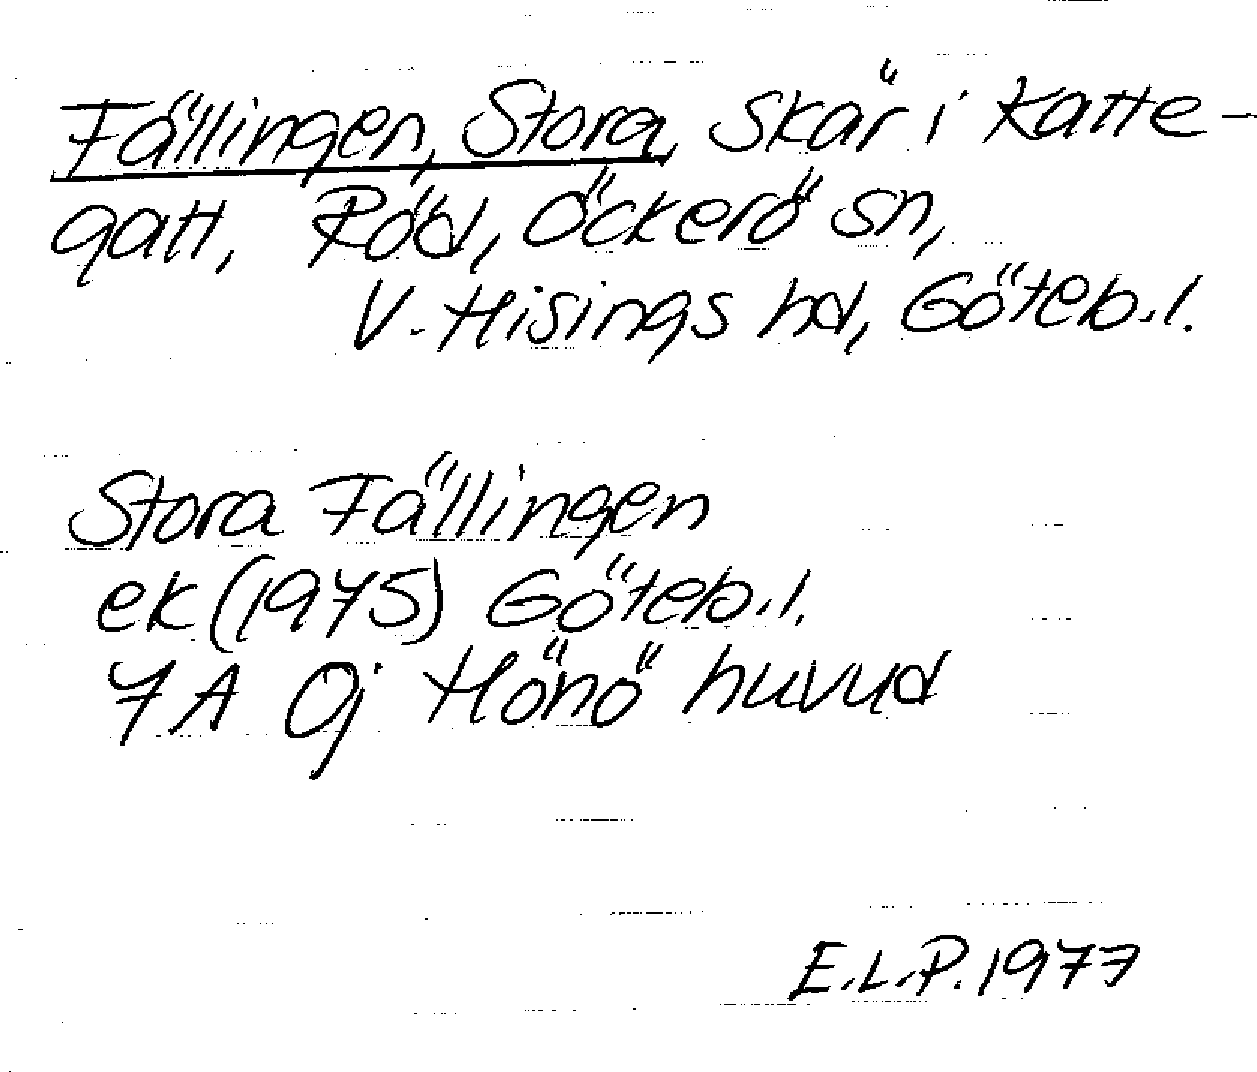 Fällingen, Stora, skär i Katte-
gatt, Röd, Öckerö sn,
V. Hisings hd, Göteb.l.
Stora Fällingen
ek (1975) Göteb.l.
7A 0j Hönö huvud
E.L.P. 1977